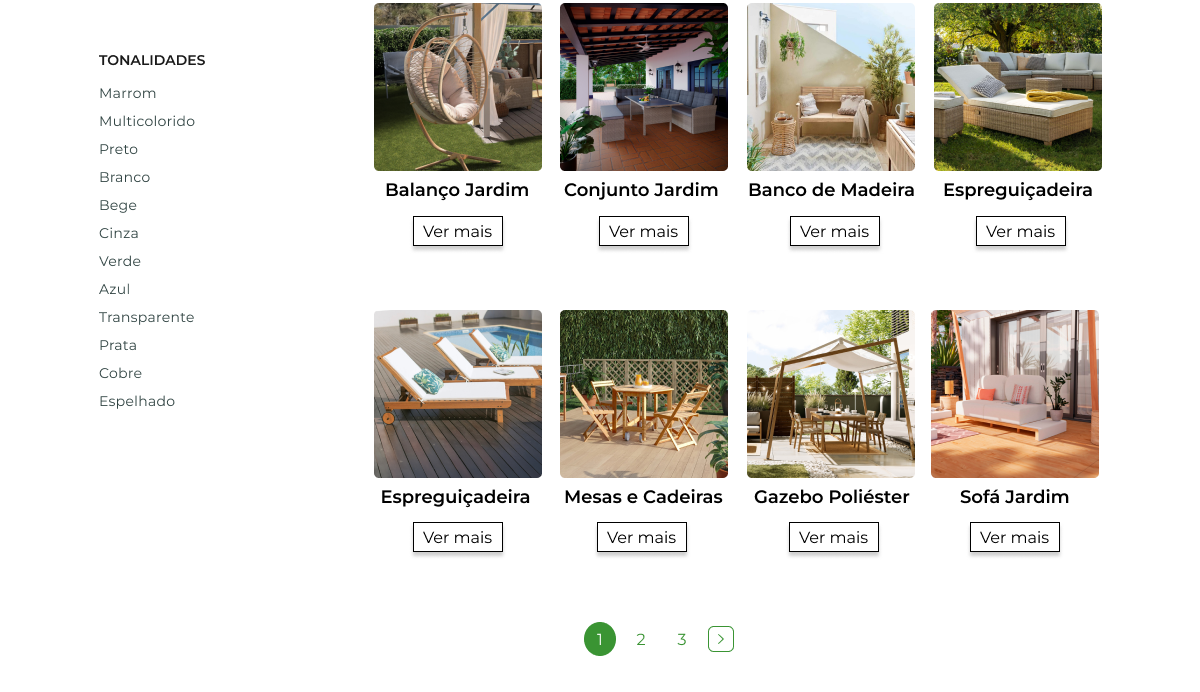 TONALIDADES
Marrom
Multicolorido
Preto
Branco
Bege
Cinza
Verde
Azul
Transparente
Prata
Cobre
Espelhado
Balanço Jardim
Conjunto Jardim
Banco de Madeira
Espreguiçadeira
Ver mais
Ver mais
Ver mais
Ver mais
Espreguiçadeira
Mesas e Cadeiras
Gazebo Poliéster
Sofá Jardim
Ver mais
Ver mais
Ver mais
Ver mais
1 2 3